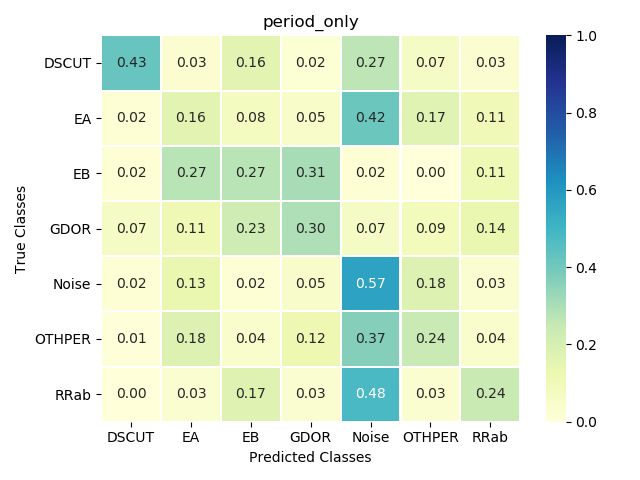 period_only
DSCUT 0.43 0.03 0.16 0.02 0.27 0.07 0.03
EA 0.02 0.16 0.08 0.05 0.42 0.17 0.11
EB 0.02 0.27 0.27 0.31 0.02 0.00 0.11
GDOR 0.07 0.11 0.23 0.30 0.07 0.09 0.14
Noise 0.02 0.13 0.02 0.05 0.57 0.18 0.03
OTHPER 0.01 0.18 0.04 0.12 0.37 0.24 0.04
RRab 0.00 0.03 0.17 0.03 0.48 0.03 0.24
DSCUT EA EB GDOR Noise OTHPER RRab
Predicted Classes
True Classes
1.0
0.8
0.6
0.4
0.2
0.0